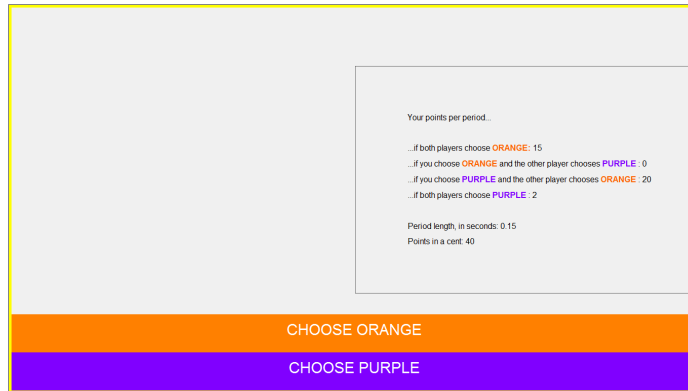 Your points per period...
...if both players choose ORANGE: 15
...if you choose ORANGE and the other player chooses PURPLE : 0
...if you choose PURPLE and the other player chooses ORANGE : 20
...if both players choose PURPLE : 2
Period length, in seconds: 0.15
Points in a cent: 40
CHOOSE ORANGE
CHOOSE PURPLE